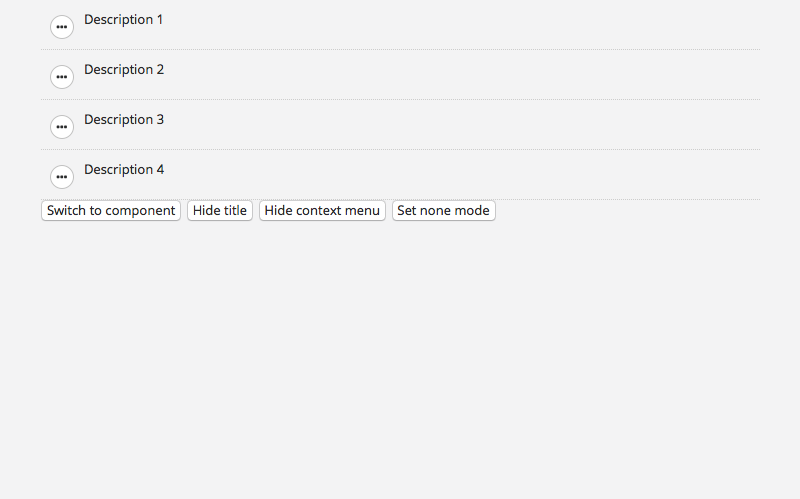 Description 1
Description 2
Description 3
Description 4
Switch to component Hide title Hide context menu Set none mode